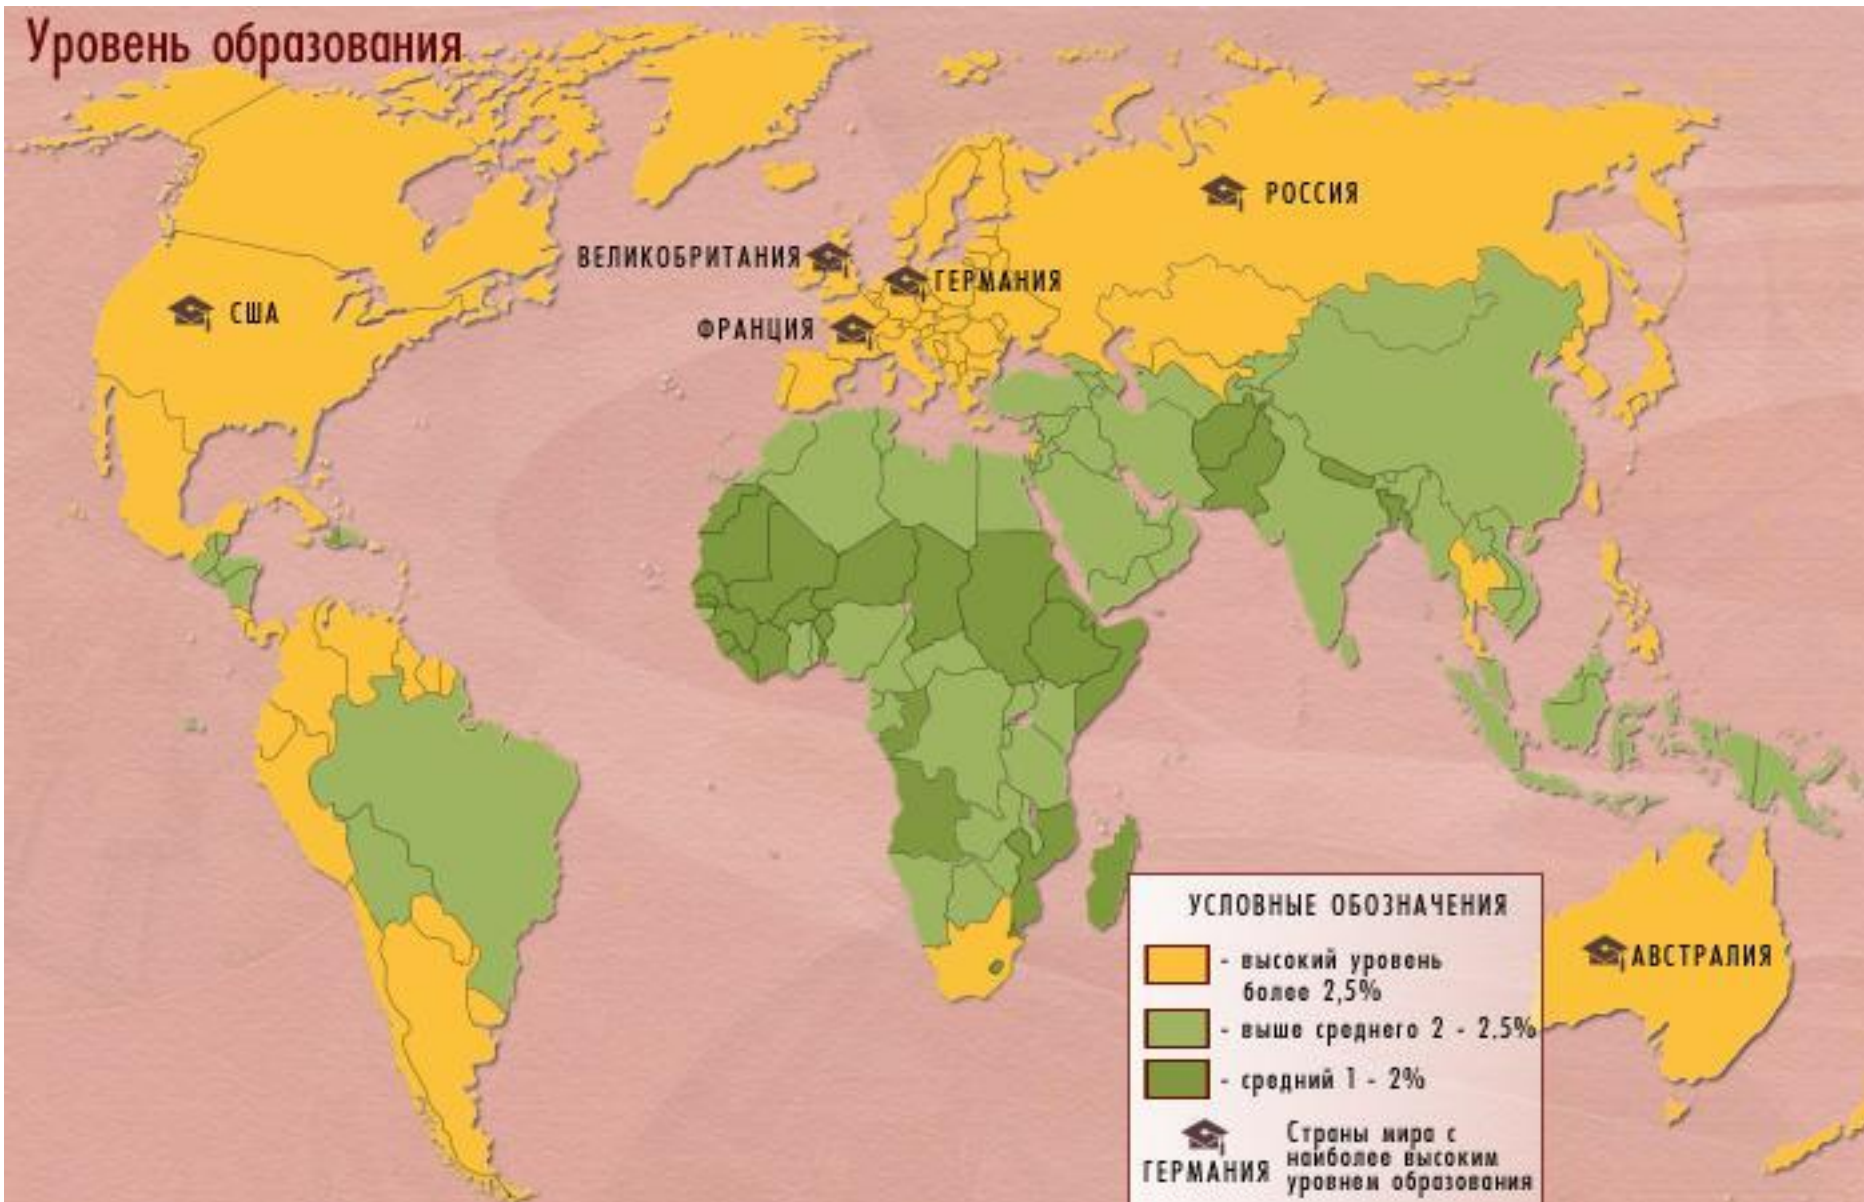 Уровень образования
РОССИЯ
ВЕЛИКОБРИТАНИЯ
ГЕРМАНИЯ
США
ФРАНЦИЯ
АВСТРАЛИЯ
УСЛОВНЫЕ ОБОЗНАЧЕНИЯ
- высокий уровень
более 2,5%
- выше среднего 2 - 2.5%
- средний 1 - 2%
ГЕРМАНИЯ
Страны мира с
наиболее высоким
уровнем образования